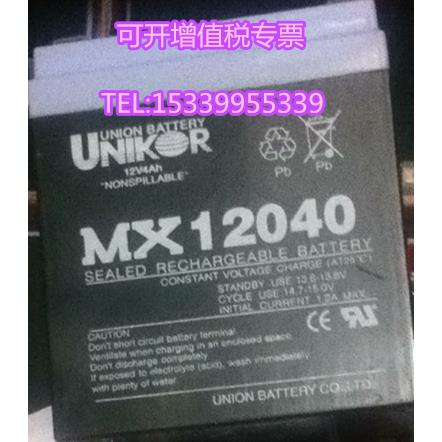 可开增值税专票
TEL:15339955339
UNION BATTERY
UNIKOR
12V4Ah
"NONSPILLABLE"
Pb
Pb
MX12040
SEALED RECHARGEABLE BATTERY
CONSTANT VOLTAGE CHARGE (AT25°C)
STANDBY USE 13.6-13.8V
CYCLE USE 14.7-15.0V
INITIAL CURRENT 1.2A MAX
CAUTION
Don't short circuit battery terminal.
Ventilate when charging in an enclosed space.
Don't discharge completely.
If exposed to electrolyte (acid), wash immediately
with plenty of water.
CE
UNION BATTERY CO.,LTD.